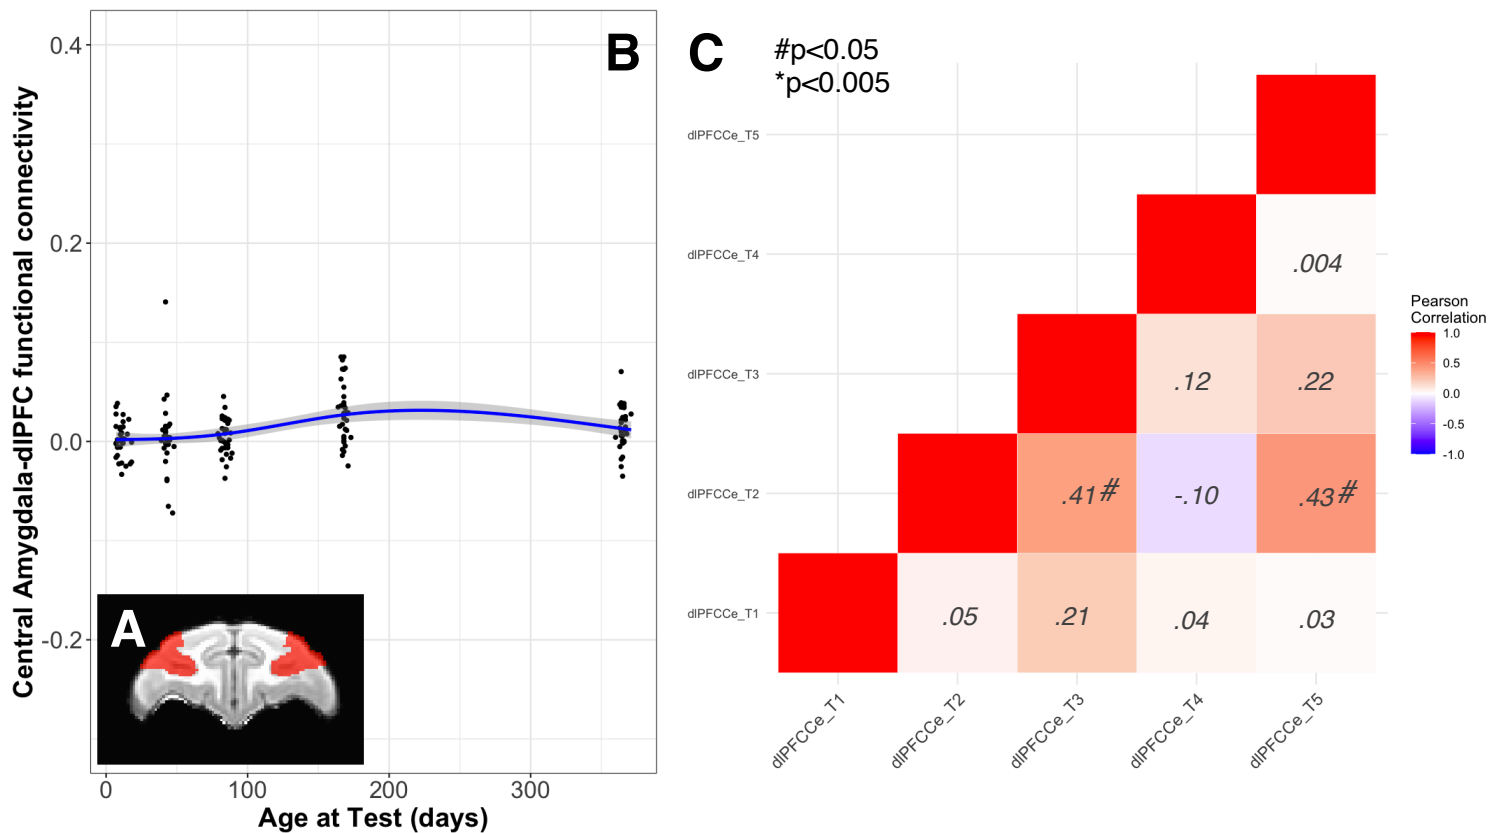 B
0.4
0.2
0.0
-0.2
Central Amygdala-dlPFC functional connectivity
A
0
100
200
300
Age at Test (days)
C
#p<0.05
*p<0.005
dlPFCCe_T5
dlPFCCe_T4
.004
dlPFCCe_T3
.12
.22
dlPFCCe_T2
.41#
-.10
.43#
dlPFCCe_T1
.05
.21
.04
.03
dlPFCCe_T1
dlPFCCe_T2
dlPFCCe_T3
dlPFCCe_T4
dlPFCCe_T5
Pearson
Correlation
1.0
0.5
0.0
-0.5
-1.0